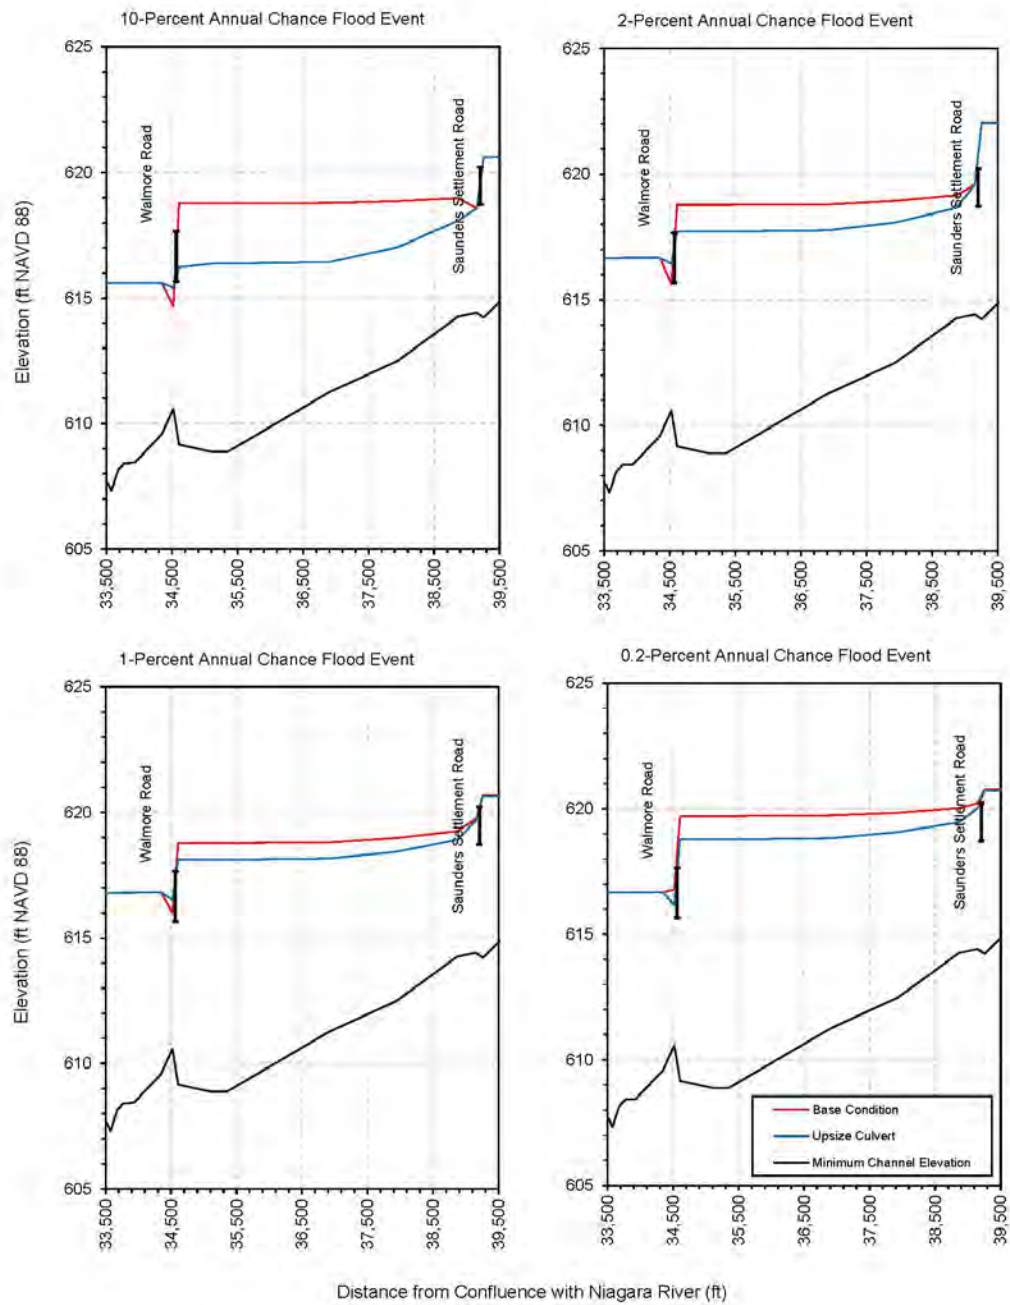 10-Percent Annual Chance Flood Event
2-Percent Annual Chance Flood Event
Elevation (ft NAVD 88)
625
620
615
610
605
Walmore Road
Saunders Settlement Road
33,500
34,500
35,500
36,500
37,500
38,500
39,500
625
620
615
610
605
Walmore Road
Saunders Settlement Road
33,500
34,500
35,500
36,500
37,500
38,500
39,500
1-Percent Annual Chance Flood Event
0.2-Percent Annual Chance Flood Event
Elevation (ft NAVD 88)
625
620
615
610
605
Walmore Road
Saunders Settlement Road
33,500
34,500
35,500
36,500
37,500
38,500
39,500
625
620
615
610
605
Walmore Road
Saunders Settlement Road
Base Condition
Upsize Culvert
Minimum Channel Elevation
33,500
34,500
35,500
36,500
37,500
38,500
39,500
Distance from Confluence with Niagara River (ft)